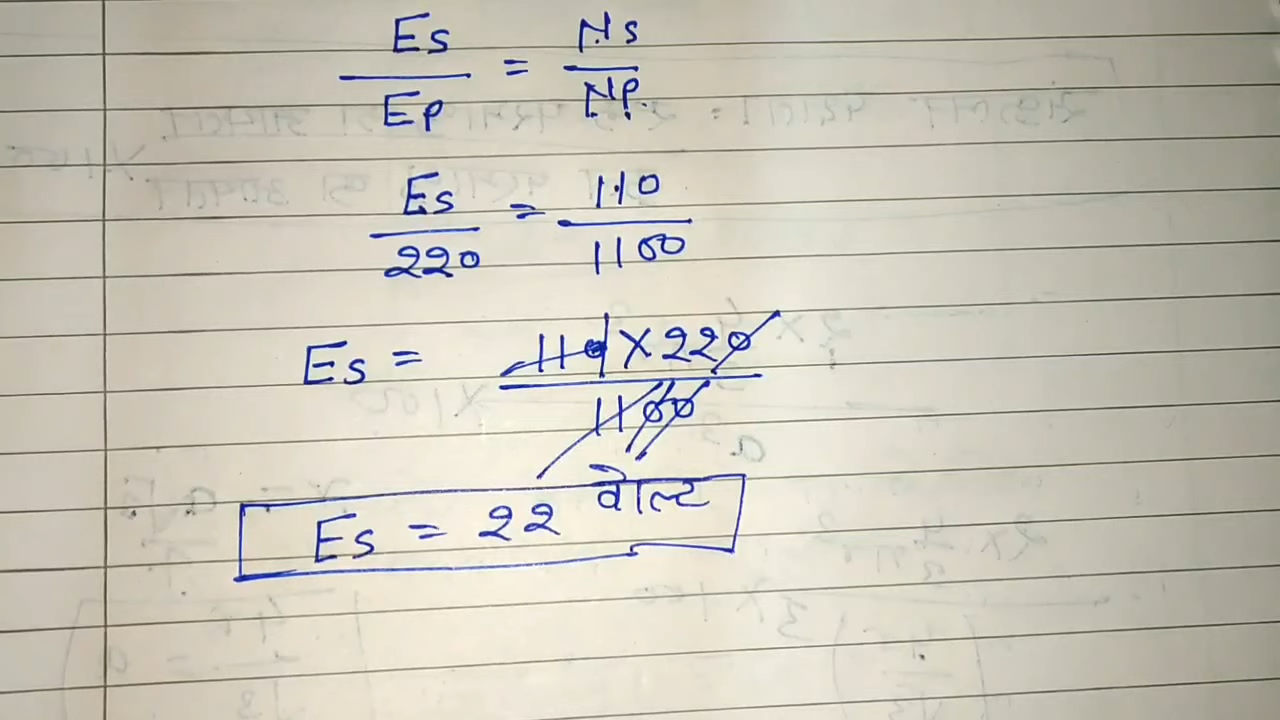 Es/Ep = Ns/Np
Es/220 = 110/1100
Es = 110 × 220/1100
Es = 22 वोल्ट